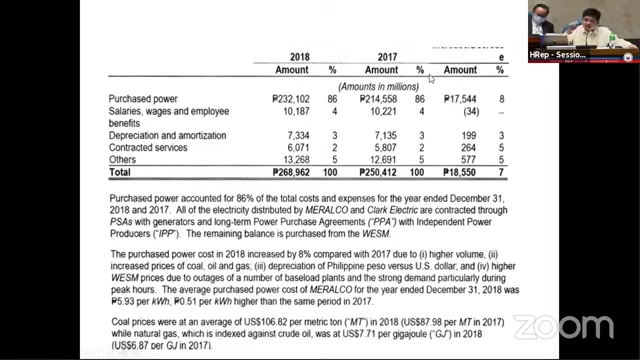 e
2018 2017
Amount % Amount % Amount %
(Amounts in millions)
Purchased power ₱232,102 86 ₱214,558 86 ₱17,544 8
Salaries, wages and employee 10,187 4 10,221 4 (34) –
benefits
Depreciation and amortization 7,334 3 7,135 3 199 3
Contracted services 6,071 2 5,807 2 264 5
Others 13,268 5 12,691 5 577 5
Total ₱268,962 100 ₱250,412 100 ₱18,550 7
Purchased power accounted for 86% of the total costs and expenses for the year ended December 31,
2018 and 2017. All of the electricity distributed by MERALCO and Clark Electric are contracted through
PSAs with generators and long-term Power Purchase Agreements ("PPA") with Independent Power
Producers ("IPP"). The remaining balance is purchased from the WESM.
The purchased power cost in 2018 increased by 8% compared with 2017 due to (i) higher volume, (ii)
increased prices of coal, oil and gas; (iii) depreciation of Philippine peso versus U.S. dollar; and (iv) higher
WESM prices due to outages of a number of baseload plants and the strong demand particularly during
peak hours. The average purchased power cost of MERALCO for the year ended December 31, 2018 was
₱5.93 per kWh, ₱0.51 per kWh higher than the same period in 2017.
Coal prices were at an average of US$106.82 per metric ton ("MT") in 2018 (US$87.98 per MT in 2017)
while natural gas, which is indexed against crude oil, was at US$7.71 per gigajoule ("GJ") in 2018
(US$6.87 per GJ in 2017).
HRep - Sessio...
LIVE
zoom